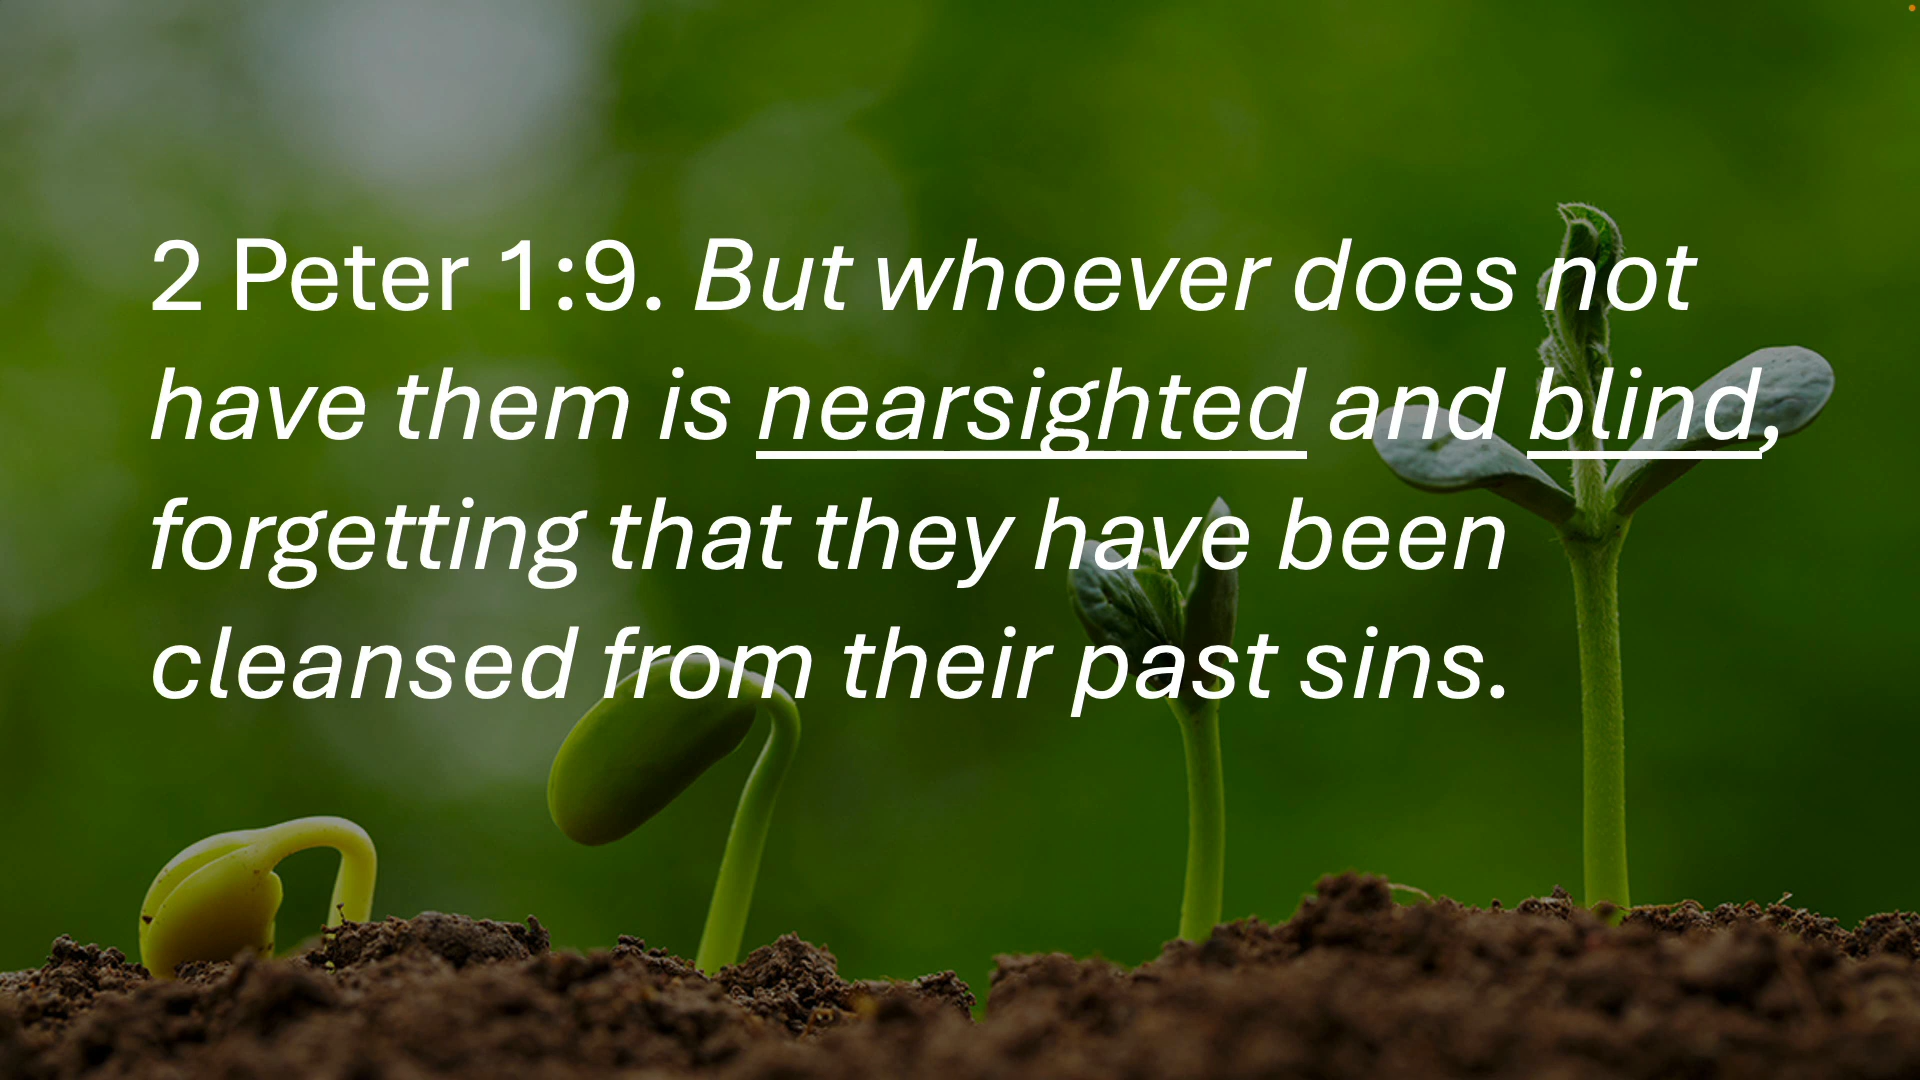 2 Peter 1:9. But whoever does not
have them is nearsighted and blind,
forgetting that they have been
cleansed from their past sins.